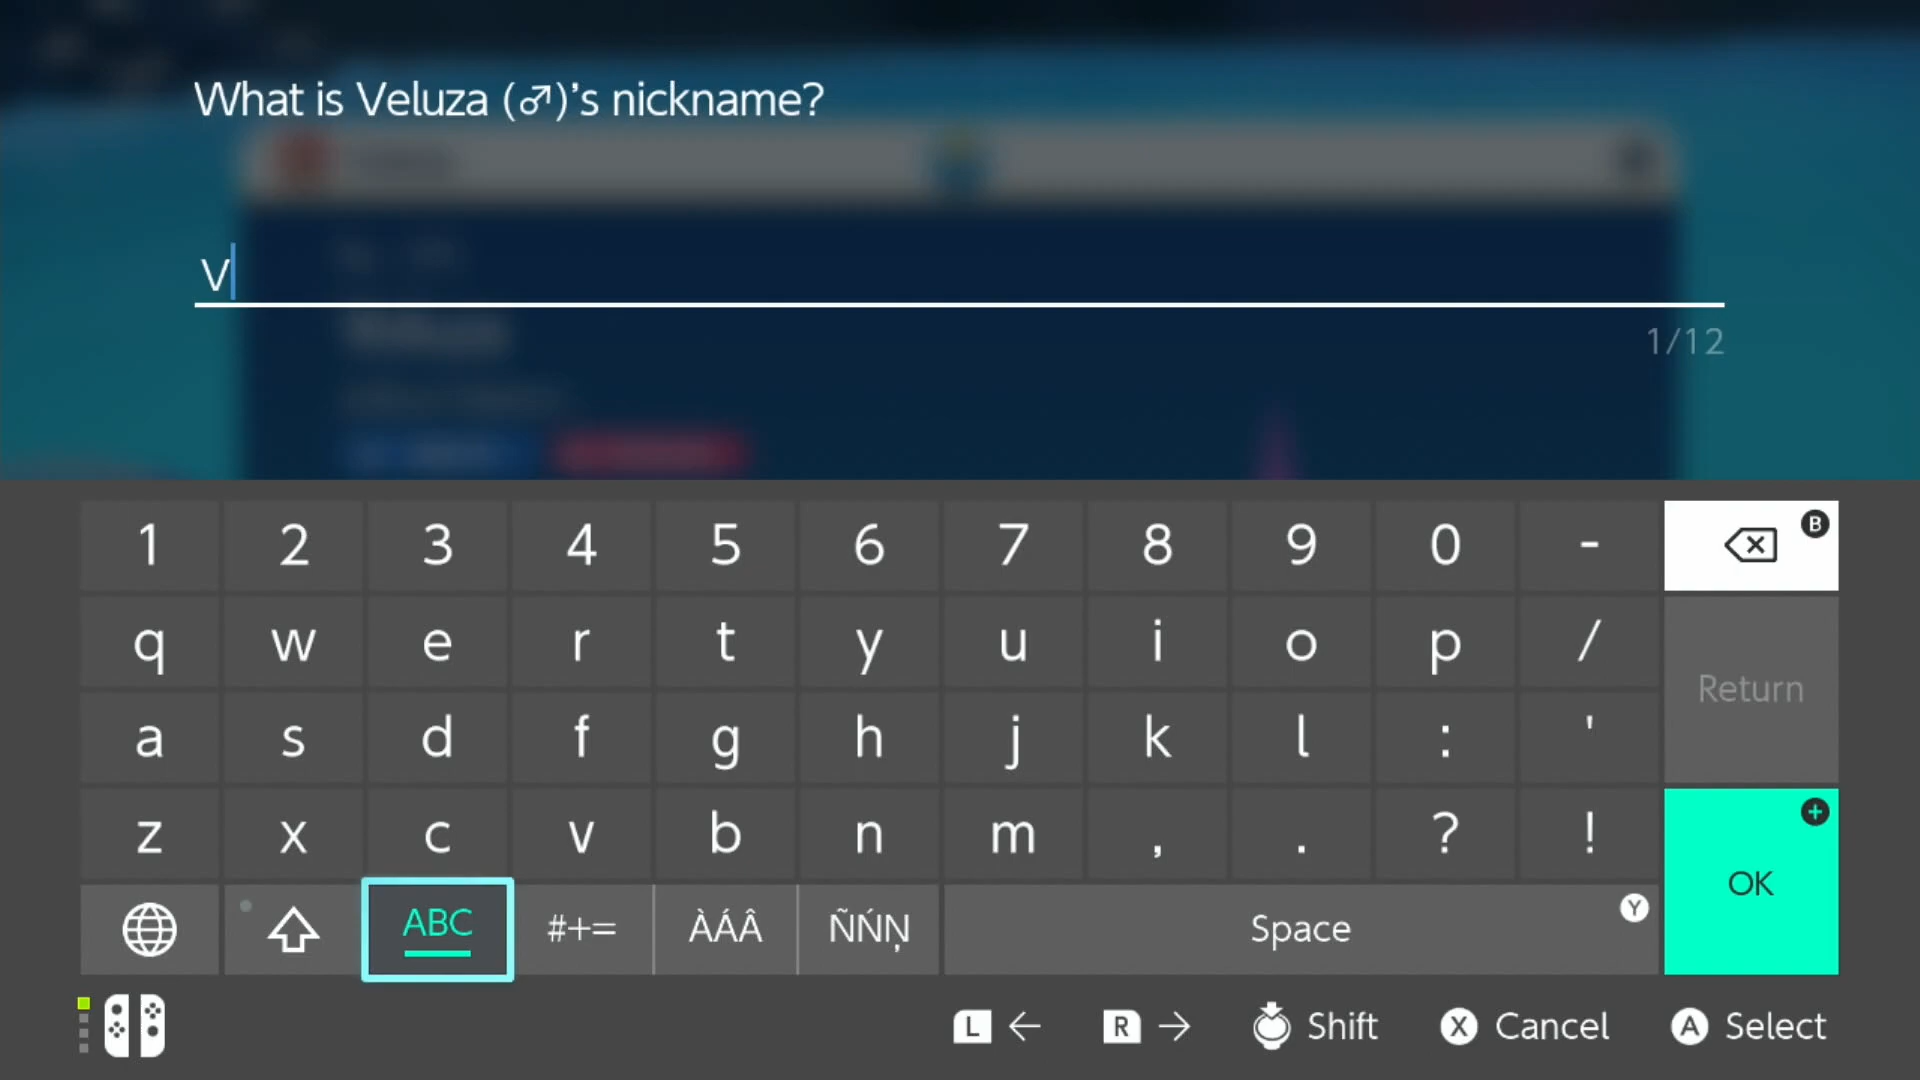 What is Veluza (♂)'s nickname?
V
1/12
1 2 3 4 5 6 7 8 9 0 - B
q w e r t y u i o p /
Return
a s d f g h j k l : '
z x c v b n m , . ? ! +
OK
ABC #+= ÀÁÂ ÑŃŅ Space Y
L ← R → Shift X Cancel A Select